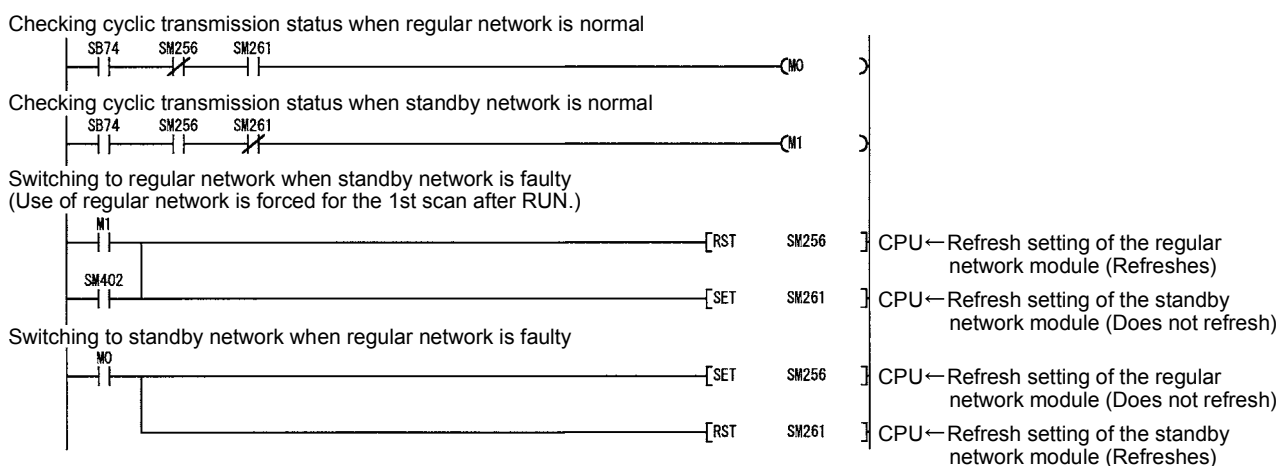 Checking cyclic transmission status when regular network is normal
SB74 SM256 SM261
M0
Checking cyclic transmission status when standby network is normal
SB74 SM256 SM261
M1
Switching to regular network when standby network is faulty
(Use of regular network is forced for the 1st scan after RUN.)
M1
RST SM256 CPU←Refresh setting of the regular
network module (Refreshes)
SM402
SET SM261 CPU←Refresh setting of the standby
network module (Does not refresh)
Switching to standby network when regular network is faulty
M0
SET SM256 CPU←Refresh setting of the regular
network module (Does not refresh)
RST SM261 CPU←Refresh setting of the standby
network module (Refreshes)